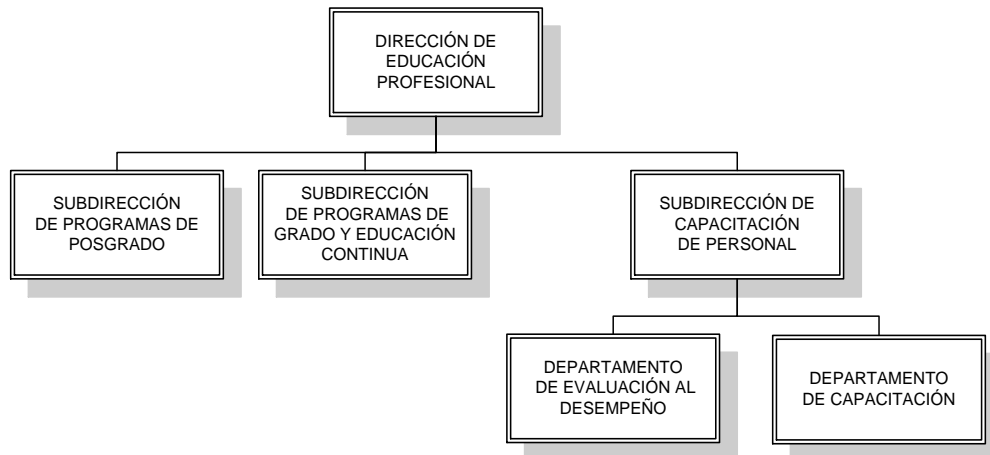 DIRECCIÓN DE
EDUCACIÓN
PROFESIONAL
SUBDIRECCIÓN
DE PROGRAMAS DE
POSGRADO
SUBDIRECCIÓN
DE PROGRAMAS DE
GRADO Y EDUCACIÓN
CONTINUA
SUBDIRECCIÓN DE
CAPACITACIÓN
DE PERSONAL
DEPARTAMENTO
DE EVALUACIÓN AL
DESEMPEÑO
DEPARTAMENTO
DE CAPACITACIÓN